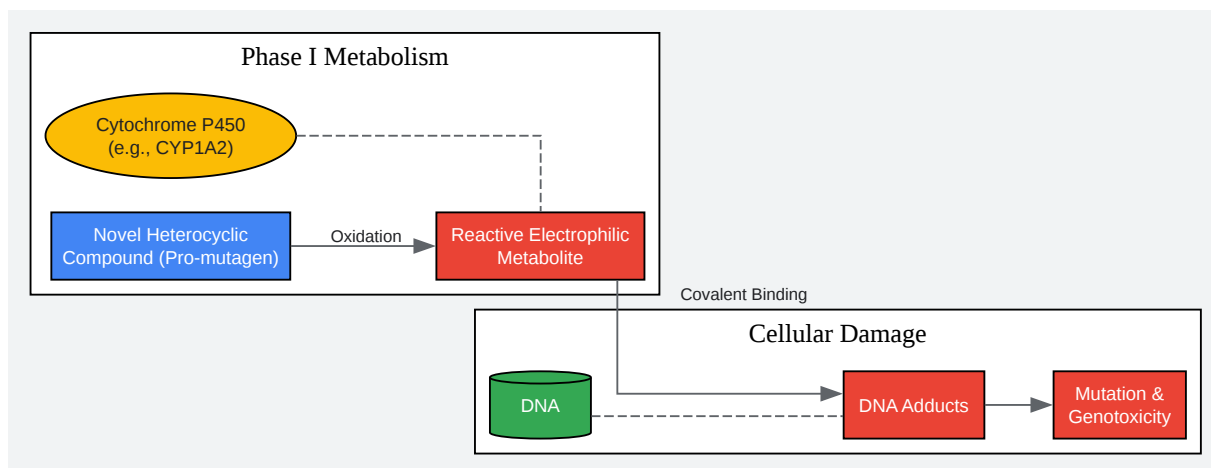 Phase I Metabolism
Cytochrome P450
(e.g., CYP1A2)
Novel Heterocyclic
Compound (Pro-mutagen)
Oxidation
Reactive Electrophilic
Metabolite
Covalent Binding
Cellular Damage
DNA
DNA Adducts
Mutation &
Genotoxicity